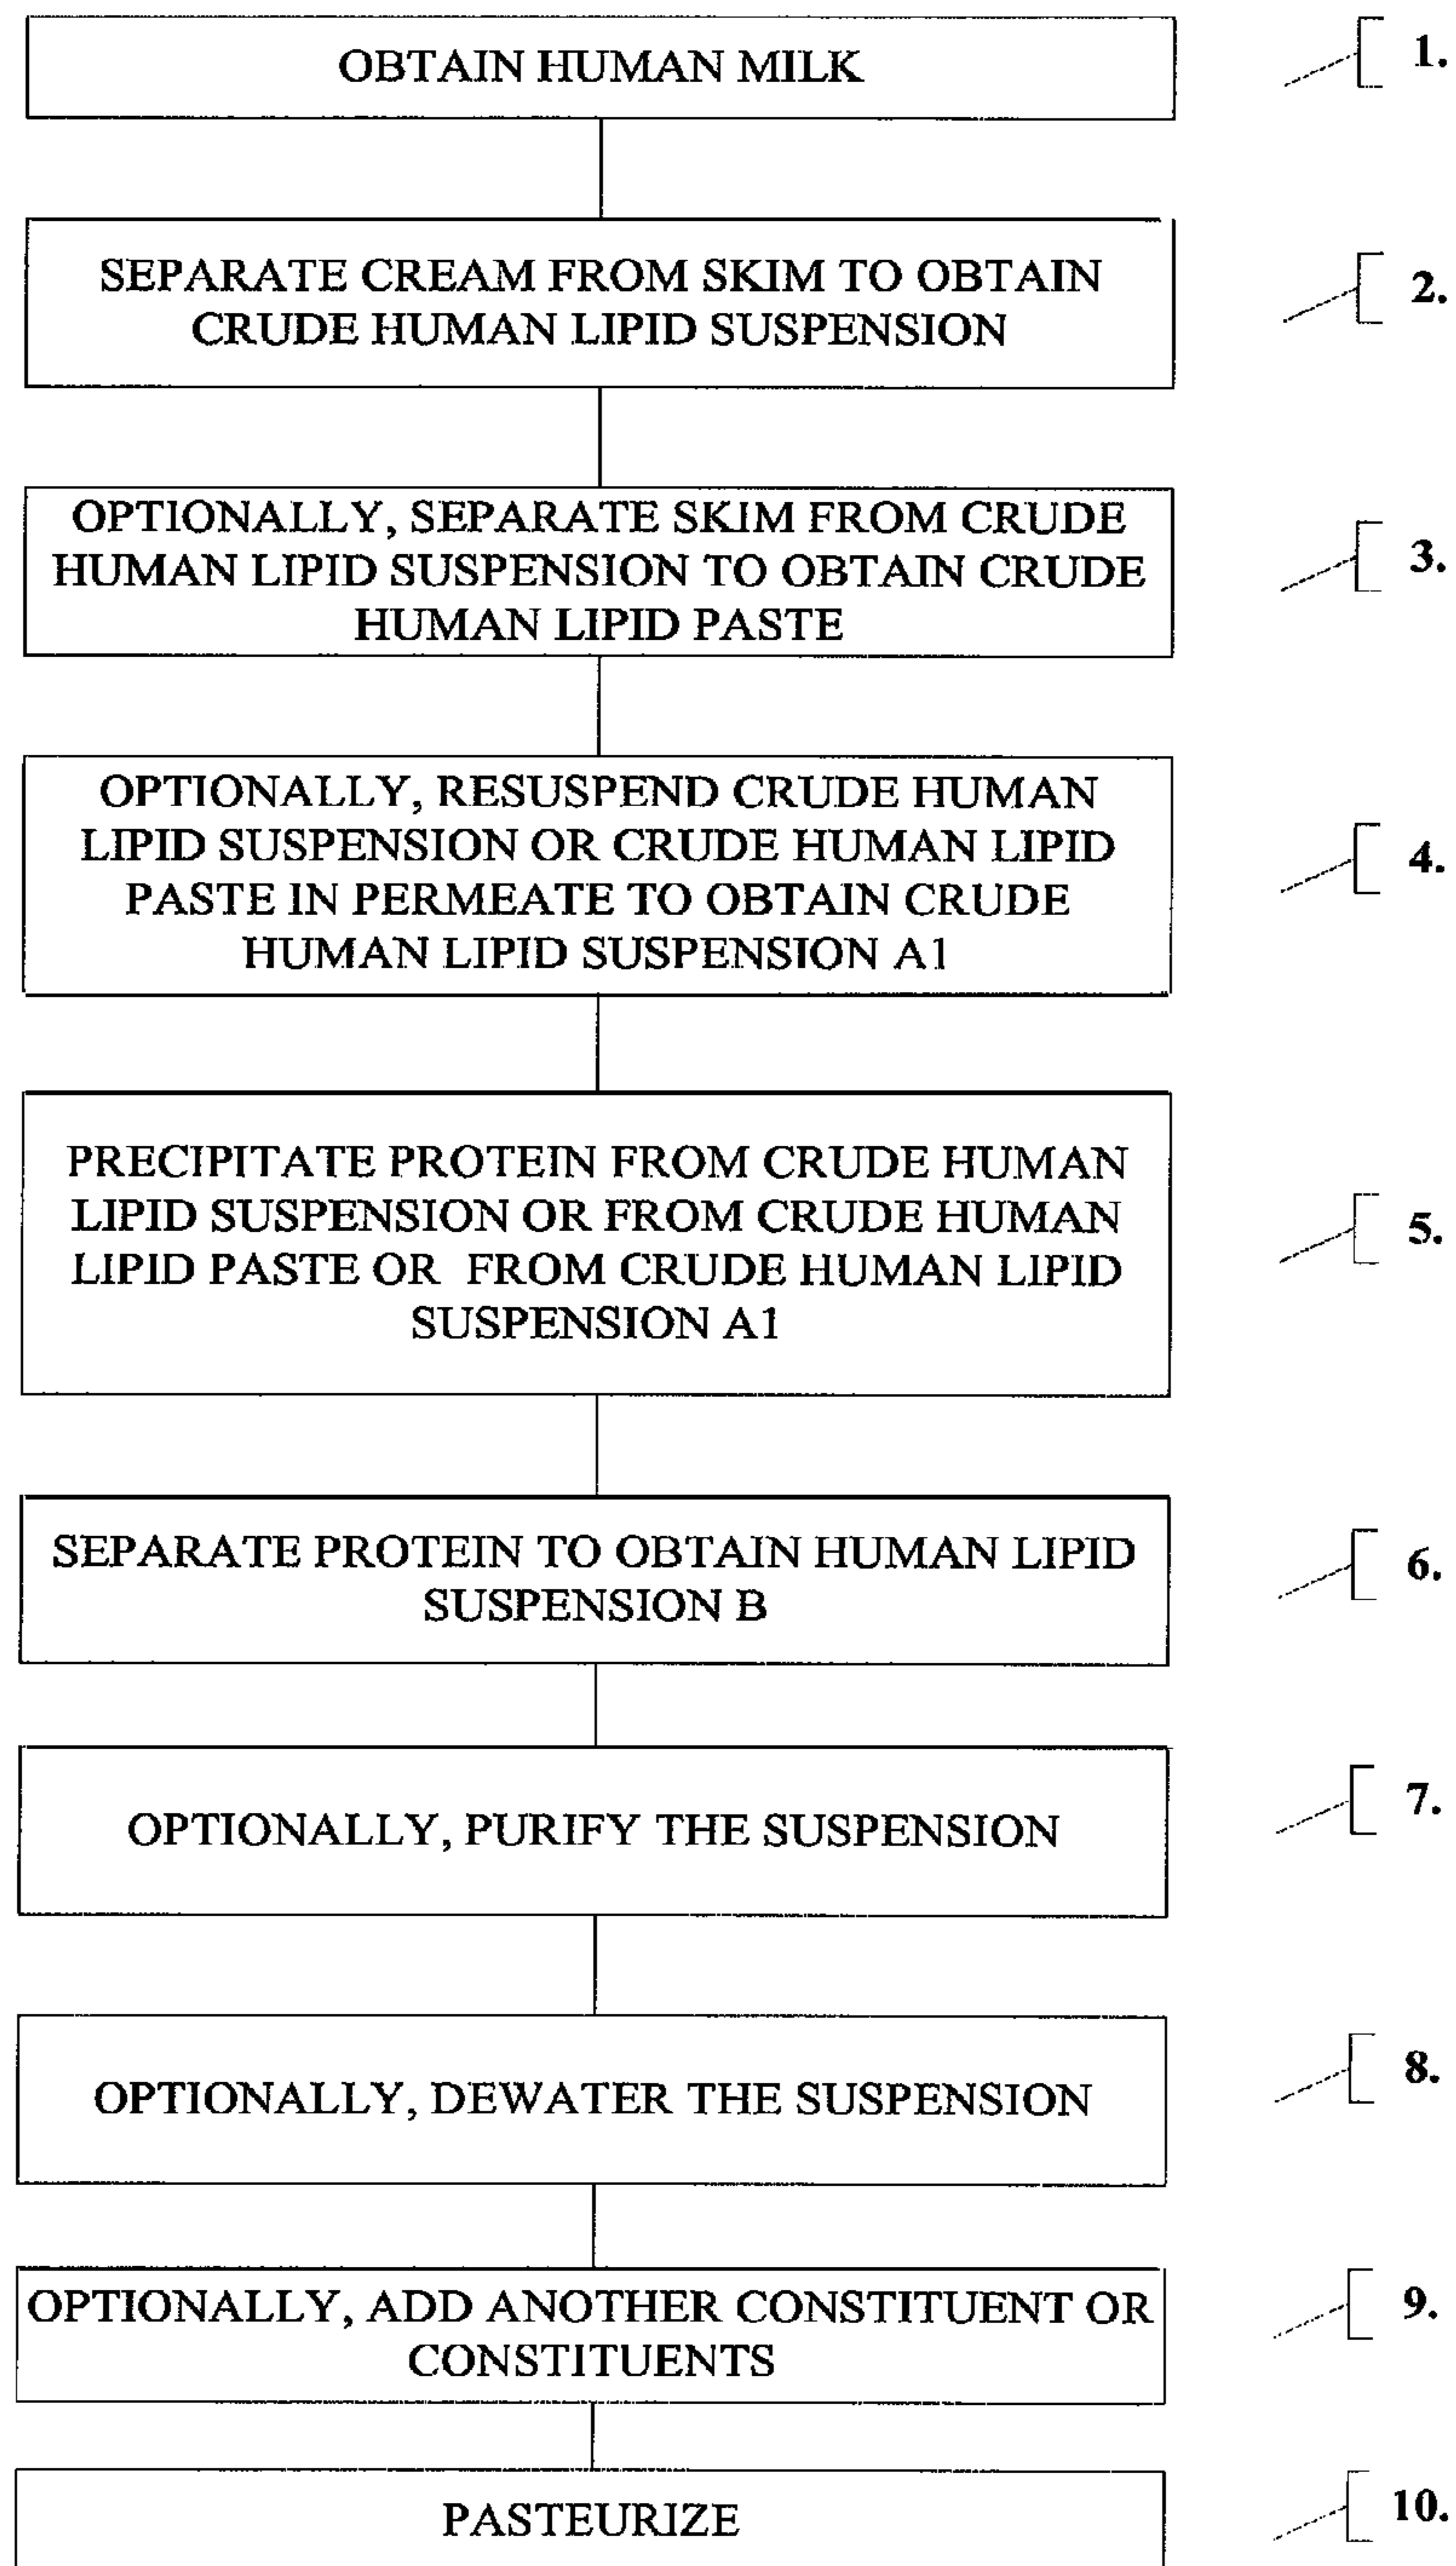 OBTAIN HUMAN MILK
1.
SEPARATE CREAM FROM SKIM TO OBTAIN
CRUDE HUMAN LIPID SUSPENSION
2.
OPTIONALLY, SEPARATE SKIM FROM CRUDE
HUMAN LIPID SUSPENSION TO OBTAIN CRUDE
HUMAN LIPID PASTE
3.
OPTIONALLY, RESUSPEND CRUDE HUMAN
LIPID SUSPENSION OR CRUDE HUMAN LIPID
PASTE IN PERMEATE TO OBTAIN CRUDE
HUMAN LIPID SUSPENSION A1
4.
PRECIPITATE PROTEIN FROM CRUDE HUMAN
LIPID SUSPENSION OR FROM CRUDE HUMAN
LIPID PASTE OR FROM CRUDE HUMAN LIPID
SUSPENSION A1
5.
SEPARATE PROTEIN TO OBTAIN HUMAN LIPID
SUSPENSION B
6.
OPTIONALLY, PURIFY THE SUSPENSION
7.
OPTIONALLY, DEWATER THE SUSPENSION
8.
OPTIONALLY, ADD ANOTHER CONSTITUENT OR
CONSTITUENTS
9.
PASTEURIZE
10.